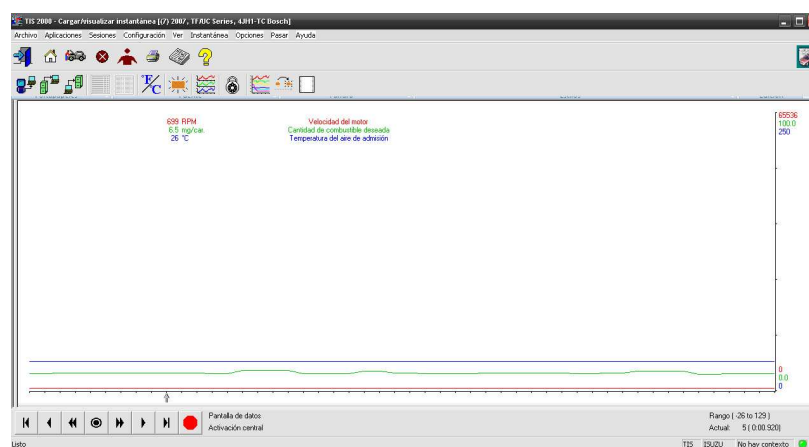 TIS 2000 - Cargar/visualizar instantánea [(7) 2007, TF/UC Series, 4JH1-TC Bosch]
Archivo Aplicaciones Sesiones Configuración Ver Instantánea Opciones Pasar Ayuda
°F/C
699 RPM Velocidad del motor
6.5 mg/car. Cantidad de combustible deseada
26 °C Temperatura del aire de admisión
65536
100.0
250
0
0.0
0
Pantalla de datos
Activación central
Rango ( -26 to 129 )
Actual: 5 ( 0:00.920)
Listo
TIS ISUZU No hay contexto